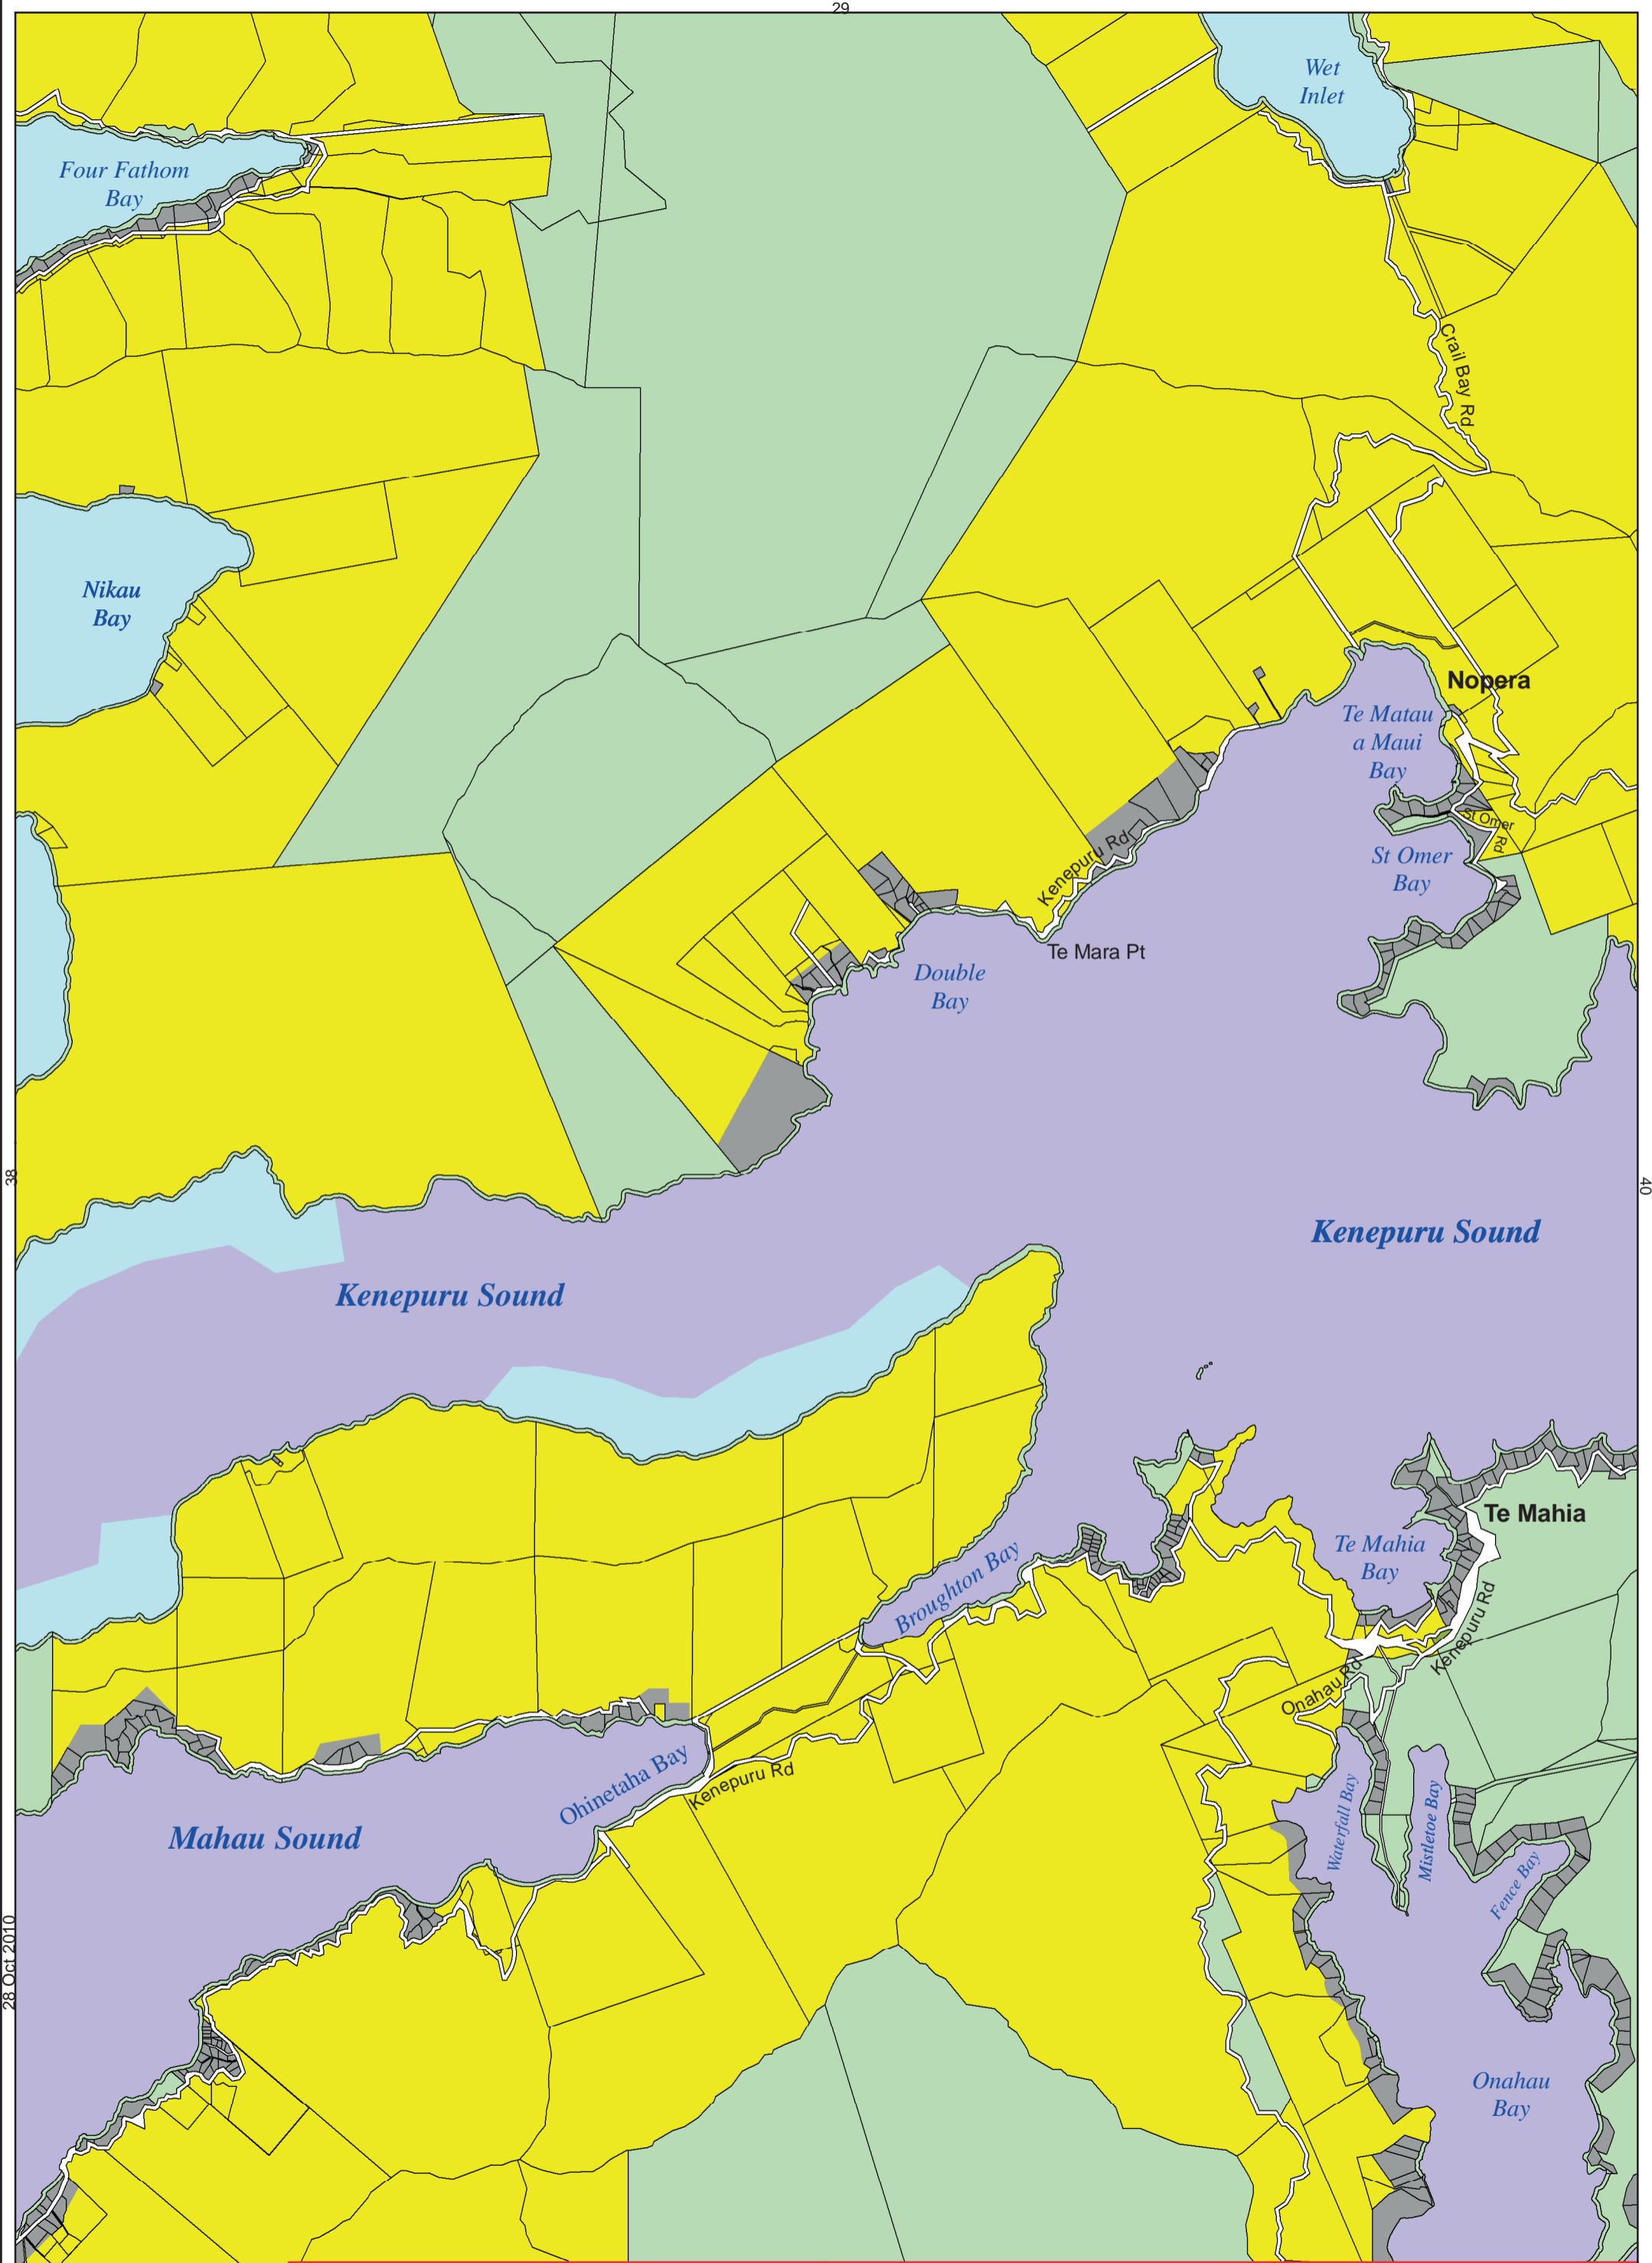 29
Wet
Inlet
Four Fathom
Bay
Crail Bay Rd
Nikau
Bay
Nopera
Te Matau
a Maui
Bay
St Omer
Rd
St Omer
Bay
Kenepuru Rd
Te Mara Pt
Double
Bay
38
40
Kenepuru Sound
Kenepuru Sound
Te Mahia
Te Mahia
Bay
Broughton Bay
Kenepuru Rd
Onahau Rd
Ohinetaha Bay
Kenepuru Rd
Mahau Sound
Waterfall Bay
Mistletoe Bay
Fence Bay
28 Oct 2010
Onahau
Bay